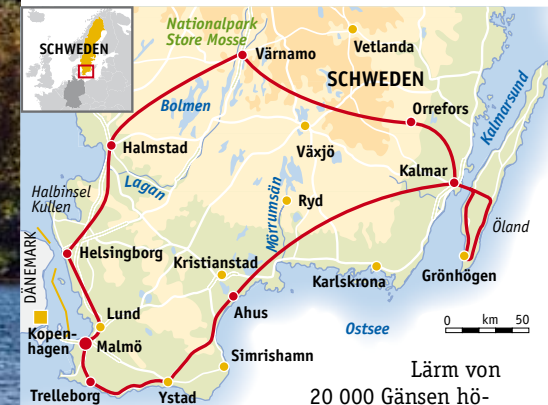 SCHWEDEN
Nationalpark
Store Mosse
Värnamo
Vetlanda
SCHWEDEN
Bolmen
Orrefors
Kalmarsund
Halmstad
Växjö
Kalmar
Lagan
Halbinsel
Kullen
Mörrumsän
Ryd
Öland
DÄNEMARK
Helsingborg
Kristianstad
Karlskrona
Grönhögen
Lund
Ahus
Ostsee
0 km 50
Kopen-
hagen
Malmö
Simrishamn
Trelleborg
Ystad
Lärm von
20 000 Gänsen hö-